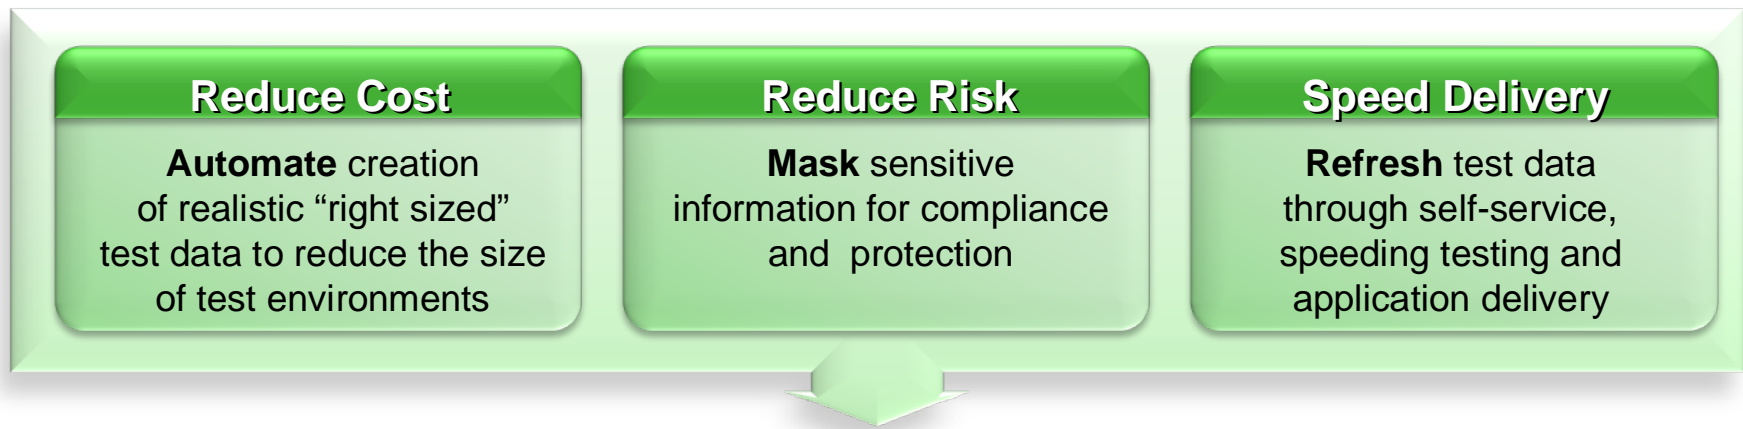 Reduce Cost
Automate creation
of realistic “right sized”
test data to reduce the size
of test environments
Reduce Risk
Mask sensitive
information for compliance
and  protection
Speed Delivery
Refresh test data
through self-service,
speeding testing and
application delivery